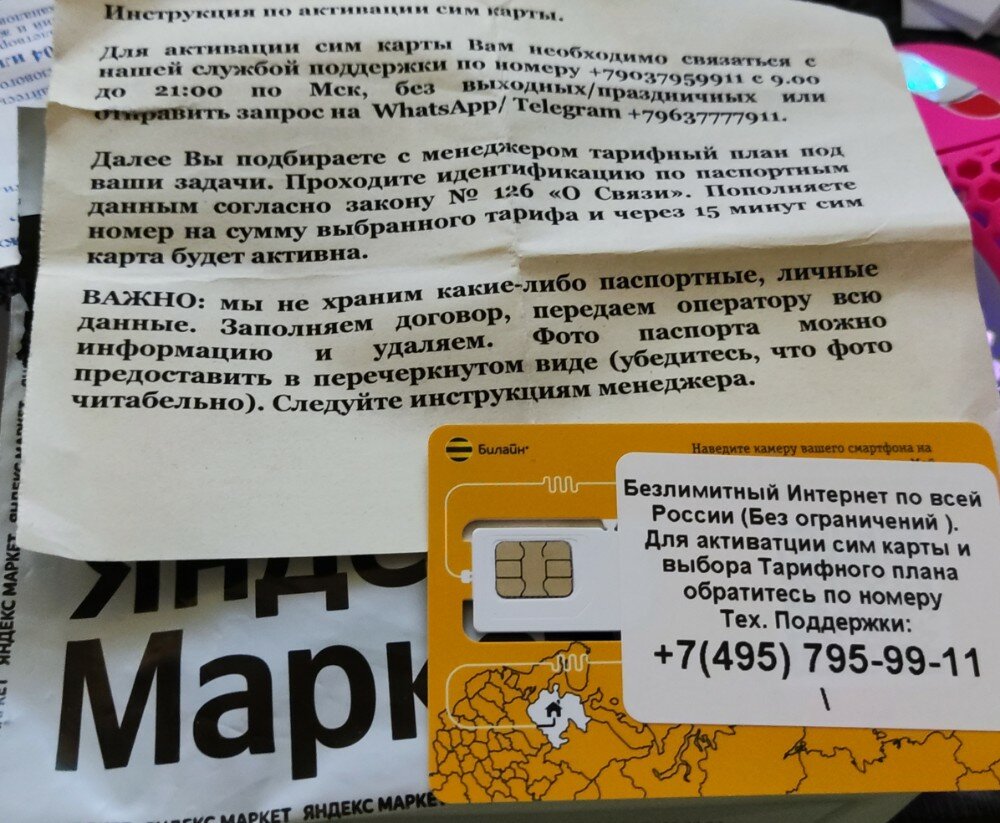 Инструкция по активации сим карты.
Для активации сим карты Вам необходимо связаться с
нашей службой поддержки по номеру +79037959911 с 9.00
до 21:00 по Мск, без выходных/праздничных или
отправить запрос на WhatsApp/ Telegram +79637777911.
Далее Вы подбираете с менеджером тарифный план под
ваши задачи. Проходите идентификацию по паспортным
данным согласно закону № 126 «О Связи». Пополняете
номер на сумму выбранного тарифа и через 15 минут сим
карта будет активна.
ВАЖНО: мы не храним какие-либо паспортные, личные
данные. Заполняем договор, передаем оператору всю
информацию и удаляем. Фото паспорта можно
предоставить в перечеркнутом виде (убедитесь, что фото
читабельно). Следуйте инструкциям менеджера.
Билайн
Наведите камеру вашего смартфона на
Безлимитный Интернет по всей
России (Без ограничений ).
Для активатции сим карты и
выбора Тарифного плана
обратитесь по номеру
Тех. Поддержки:
+7(495) 795-99-11
\
ЯНДЕКС МАРКЕТ ЯНДЕКС МАРКЕТ
ЯНДЕКС МАРКЕТ ЯНДЕКС МАРКЕ